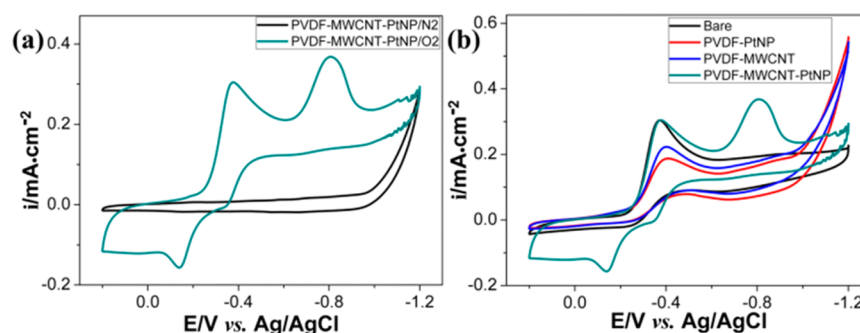 (a)
PVDF-MWCNT-PtNP/N2
PVDF-MWCNT-PtNP/O2
i/mA.cm-2
0.4
0.2
0.0
-0.2
0.0 -0.4 -0.8 -1.2
E/V vs. Ag/AgCl
(b)
Bare
PVDF-PtNP
PVDF-MWCNT
PVDF-MWCNT-PtNP
i/mA.cm-2
0.6
0.4
0.2
0.0
-0.2
0.0 -0.4 -0.8 -1.2
E/V vs. Ag/AgCl